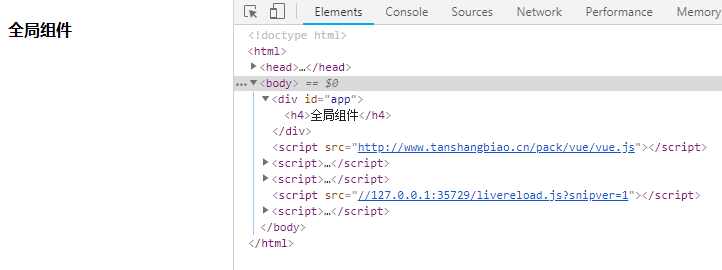 全局组件
Elements Console Sources Network Performance Memory
<!doctype html>
<html>
<head>…</head>
… <body> == $0
<div id="app">
<h4>全局组件</h4>
</div>
<script src="http://www.tanshangbiao.cn/pack/vue/vue.js"></script>
<script>…</script>
<script>…</script>
<script src="//127.0.0.1:35729/livereload.js?snipver=1"></script>
<script>…</script>
</body>
</html>